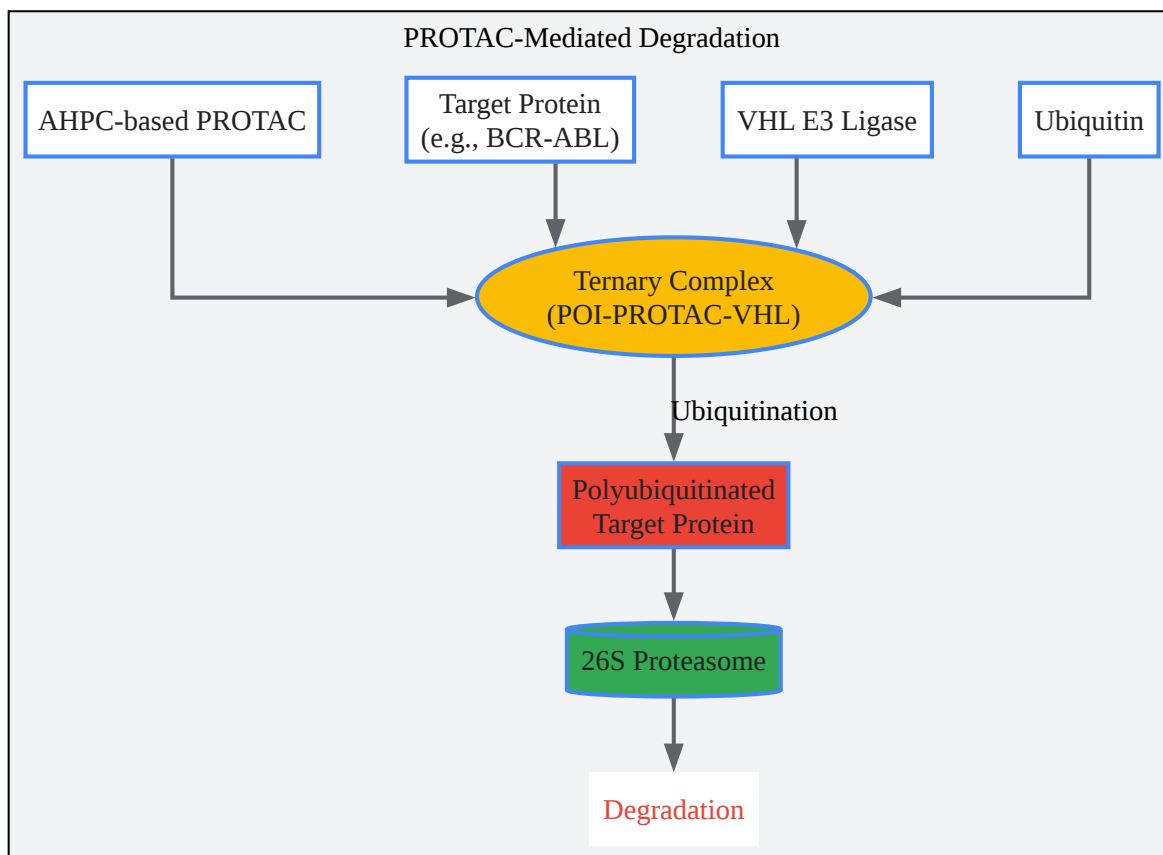 PROTAC-Mediated Degradation
AHPC-based PROTAC
Target Protein
(e.g., BCR-ABL)
VHL E3 Ligase
Ubiquitin
Ternary Complex
(POI-PROTAC-VHL)
Ubiquitination
Polyubiquitinated
Target Protein
26S Proteasome
Degradation